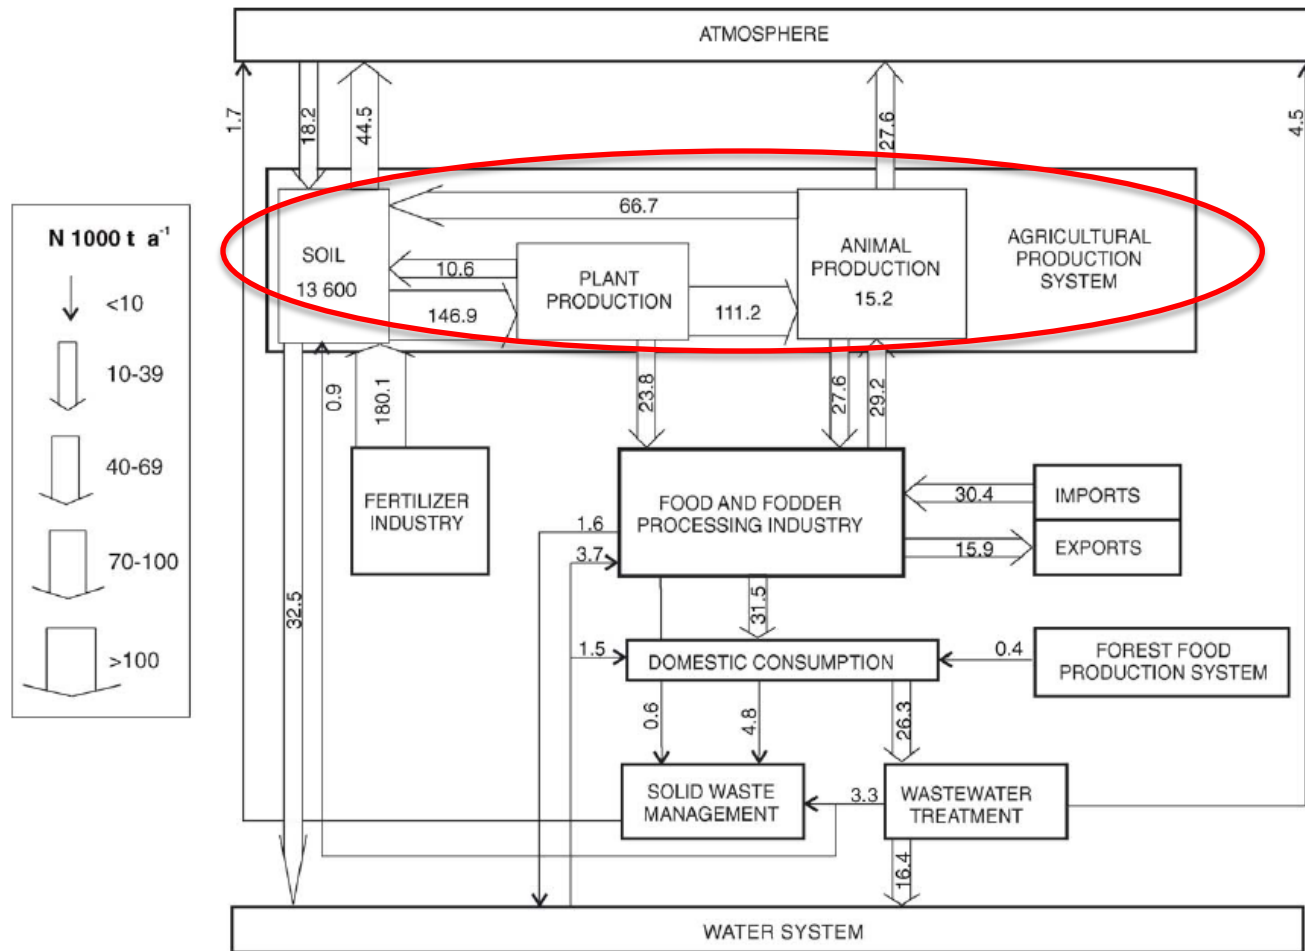 ATMOSPHERE
1.7
18.2
44.5
27.6
4.5
N 1000 t a⁻¹
<10
10-39
40-69
70-100
>100
66.7
SOIL
13 600
10.6
146.9
PLANT
PRODUCTION
111.2
ANIMAL
PRODUCTION
15.2
AGRICULTURAL
PRODUCTION
SYSTEM
0.9
180.1
23.8
27.6
29.2
FERTILIZER
INDUSTRY
FOOD AND FODDER
PROCESSING INDUSTRY
30.4
IMPORTS
15.9
EXPORTS
1.6
3.7
32.5
31.5
1.5
DOMESTIC CONSUMPTION
0.4
FOREST FOOD
PRODUCTION SYSTEM
0.6
4.8
26.3
SOLID WASTE
MANAGEMENT
3.3
WASTEWATER
TREATMENT
16.4
WATER SYSTEM